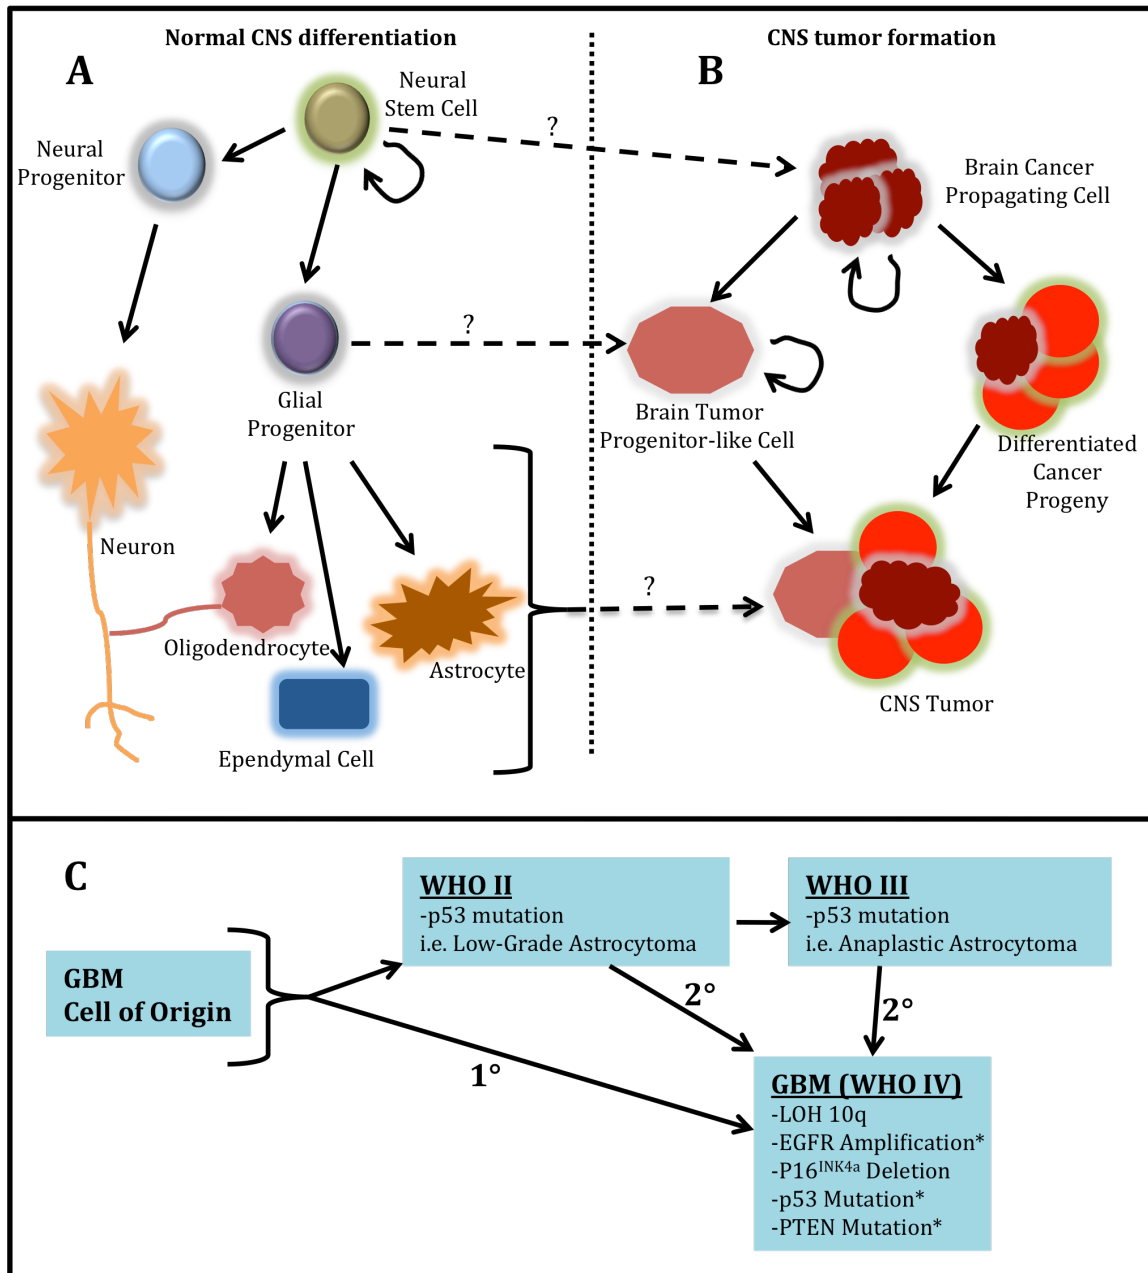 Normal CNS differentiation
A
Neural
Stem Cell
Neural
Progenitor
Glial
Progenitor
Neuron
Oligodendrocyte
Astrocyte
Ependymal Cell
?
?
?
CNS tumor formation
B
Brain Cancer
Propagating Cell
Brain Tumor
Progenitor-like Cell
Differentiated
Cancer
Progeny
CNS Tumor
C
GBM
Cell of Origin
WHO II
-p53 mutation
i.e. Low-Grade Astrocytoma
WHO III
-p53 mutation
i.e. Anaplastic Astrocytoma
2°
2°
1°
GBM (WHO IV)
-LOH 10q
-EGFR Amplification*
-P16INK4a Deletion
-p53 Mutation*
-PTEN Mutation*